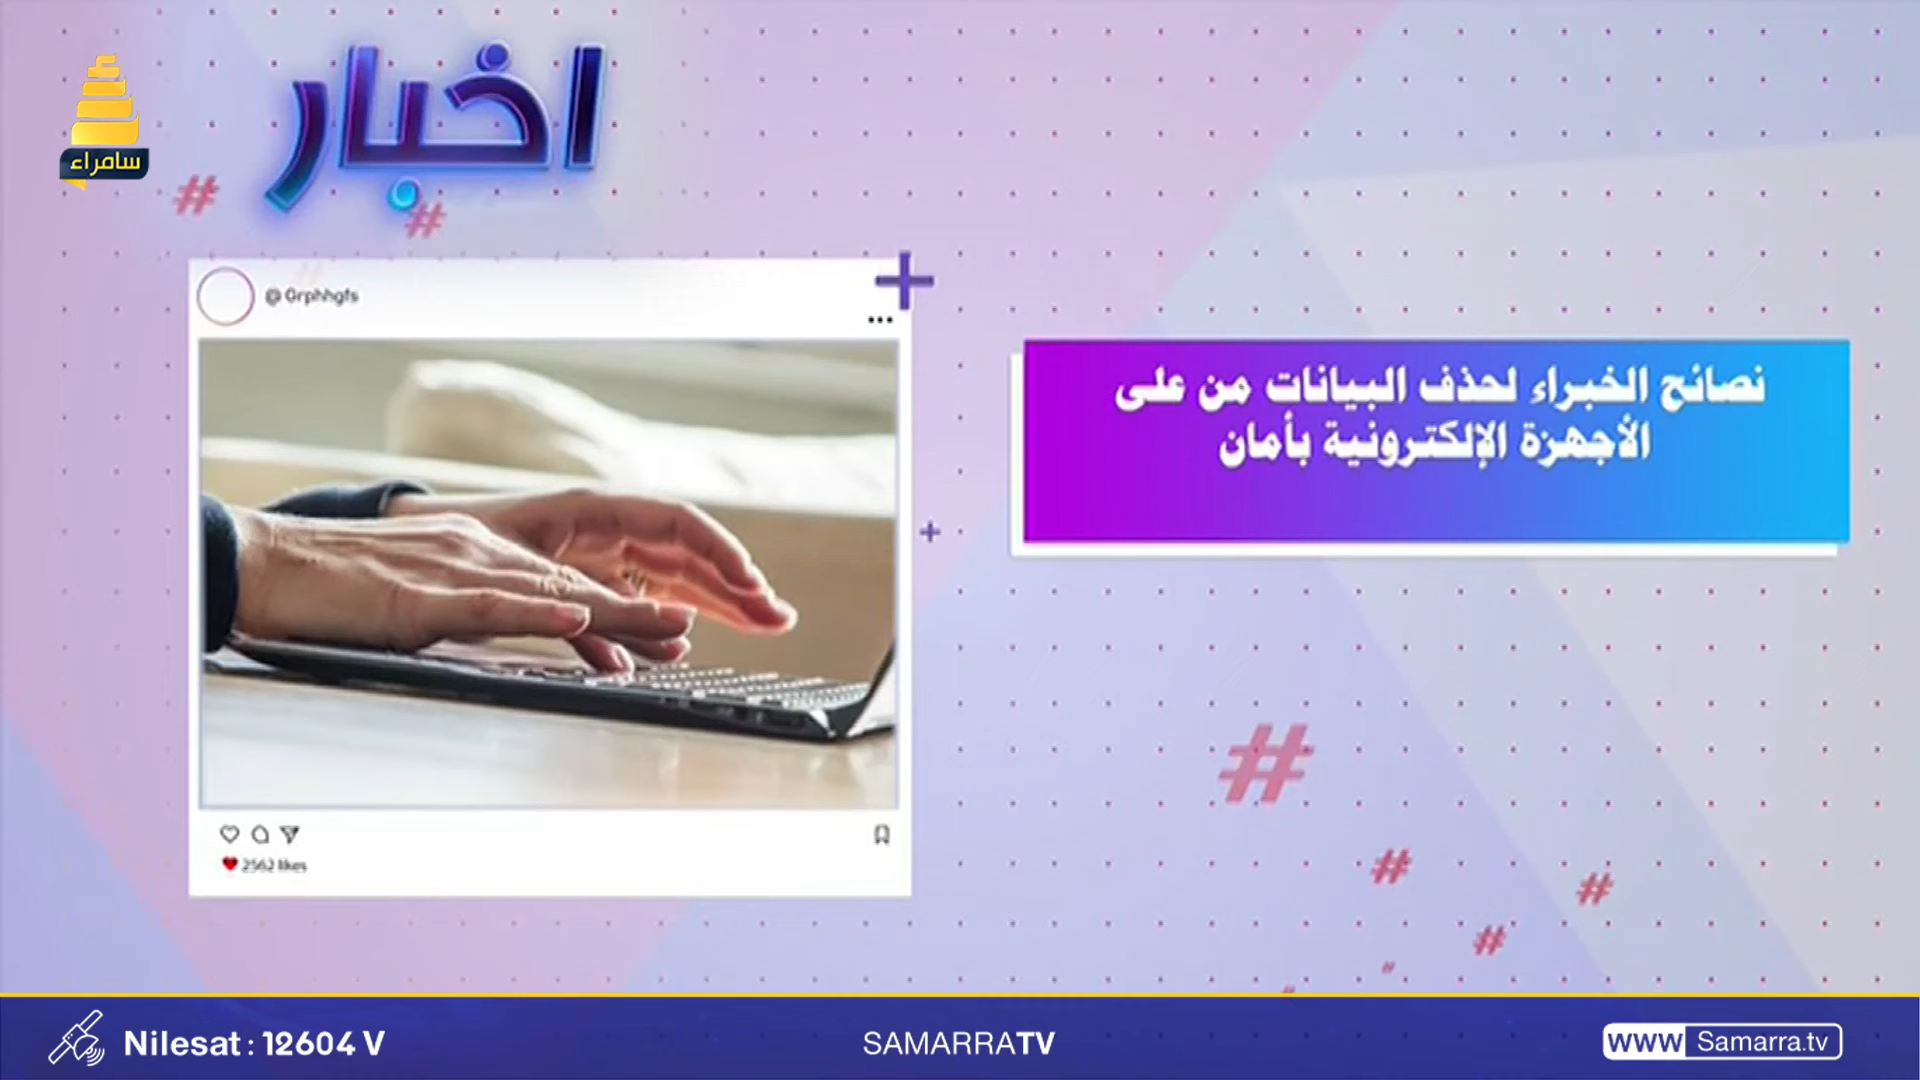 اخبار
سامراء
@ Grphhgfs
نصائح الخبراء لحذف البيانات من على
الأجهزة الإلكترونية بأمان
2562 likes
Nilesat : 12604 V
SAMARRATV
www Samarra.tv